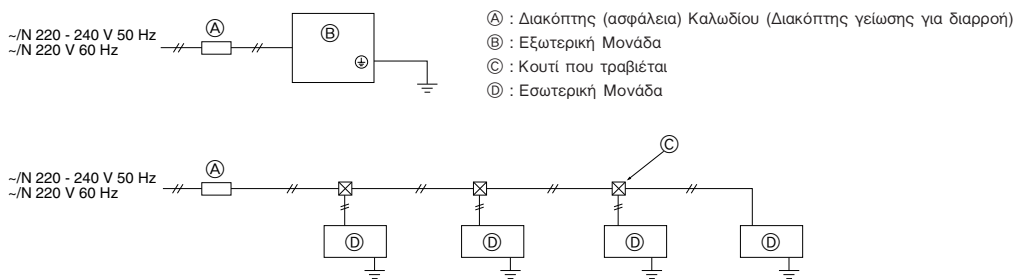 ~/N 220 - 240 V 50 Hz
~/N 220 V 60 Hz
Ⓐ
Ⓑ
Ⓐ : Διακόπτης (ασφάλεια) Καλωδίου (Διακόπτης γείωσης για διαρροή)
Ⓑ : Εξωτερική Μονάδα
Ⓒ : Κουτί που τραβιέται
Ⓓ : Εσωτερική Μονάδα
~/N 220 - 240 V 50 Hz
~/N 220 V 60 Hz
Ⓐ
Ⓒ
Ⓓ
Ⓓ
Ⓓ
Ⓓ